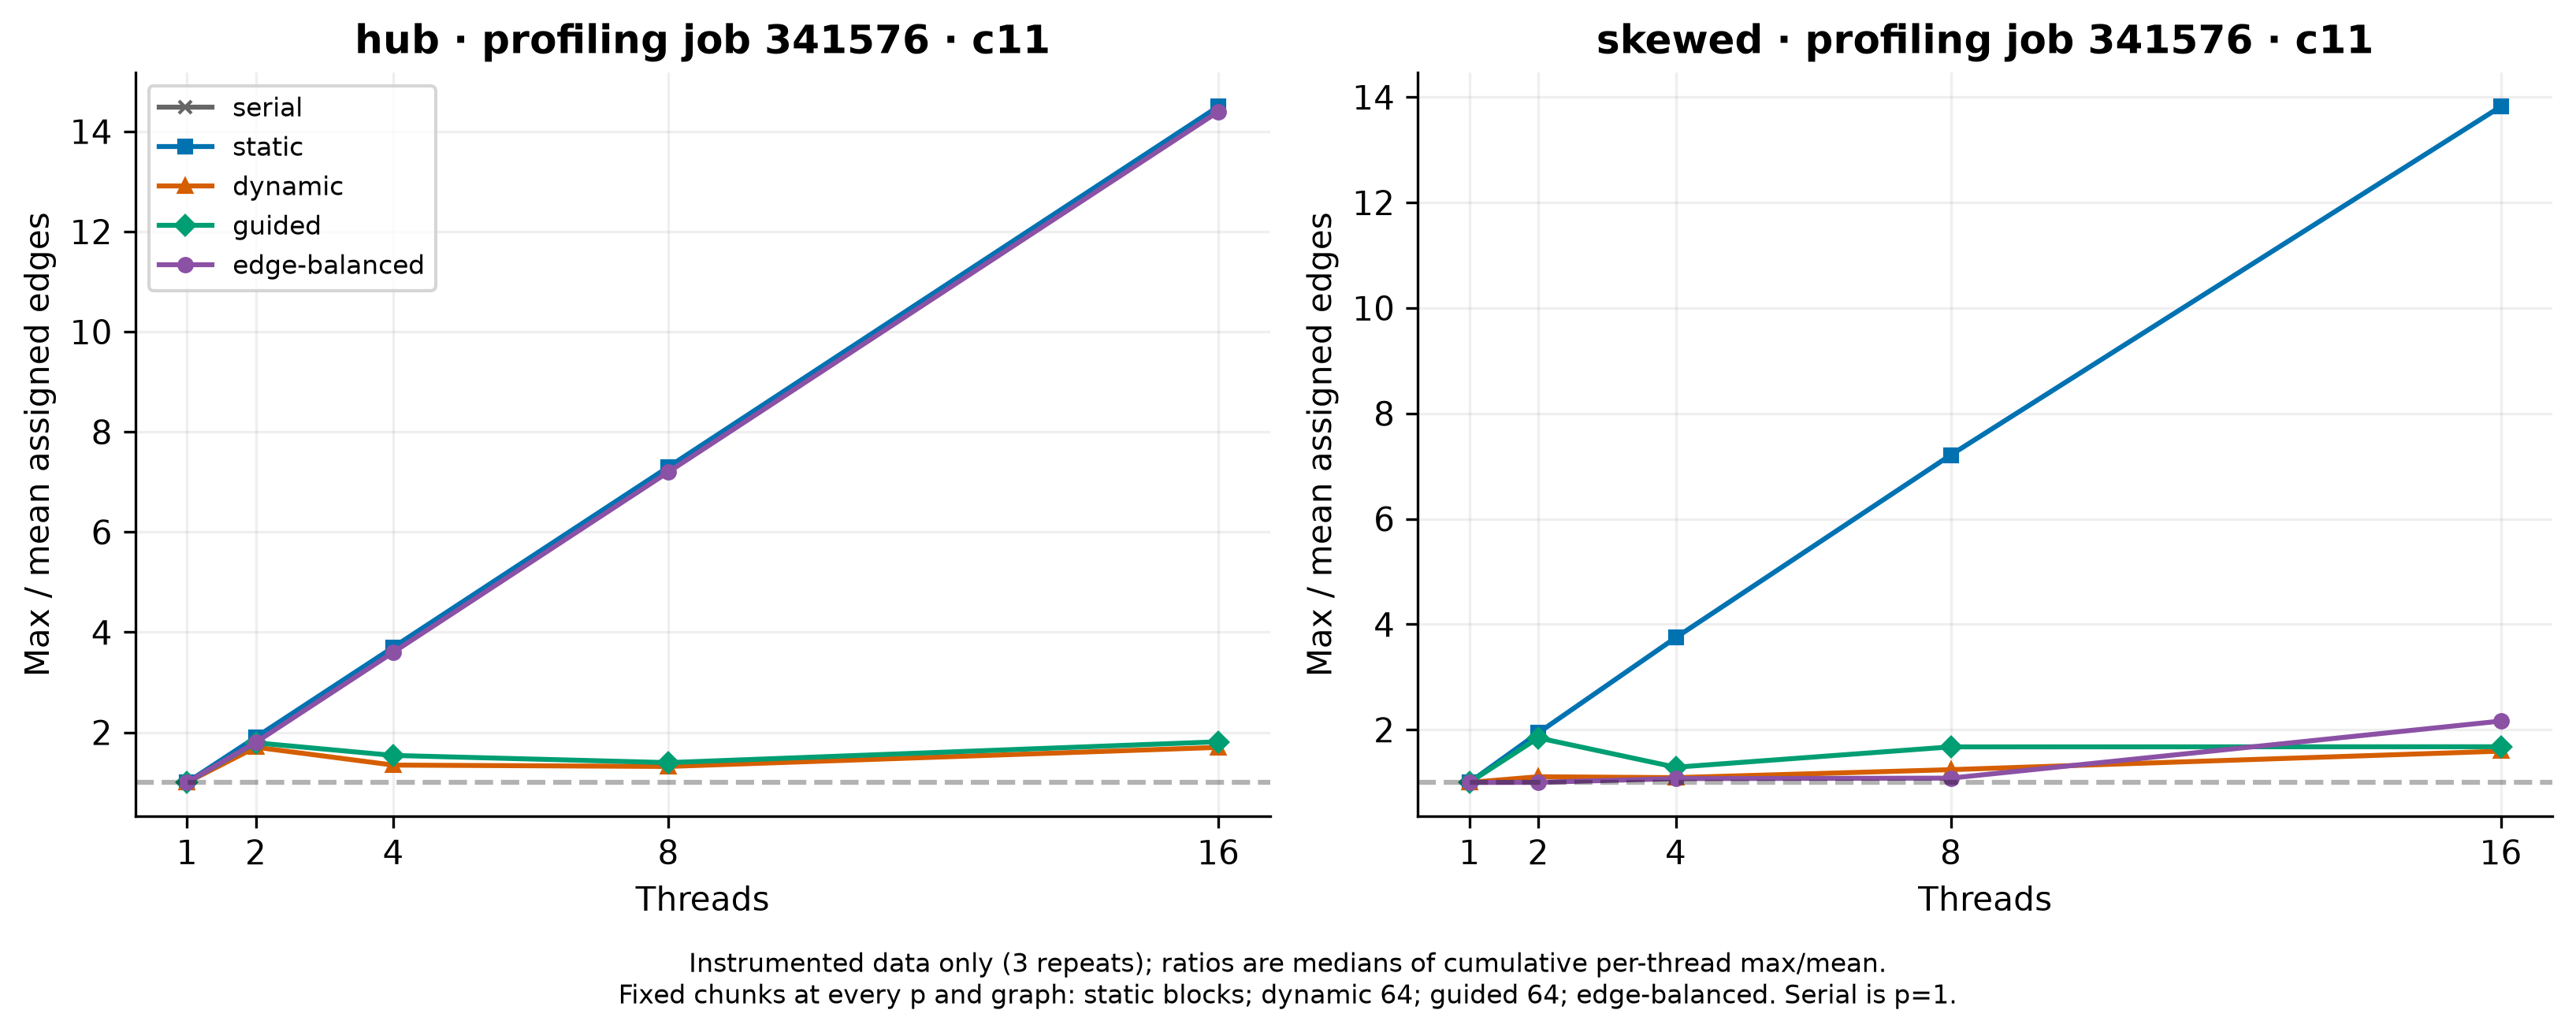 hub · profiling job 341576 · c11
Max / mean assigned edges
14
12
10
8
6
4
2
serial
static
dynamic
guided
edge-balanced
1 2 4 8 16
Threads
skewed · profiling job 341576 · c11
Max / mean assigned edges
14
12
10
8
6
4
2
1 2 4 8 16
Threads
Instrumented data only (3 repeats); ratios are medians of cumulative per-thread max/mean.
Fixed chunks at every p and graph: static blocks; dynamic 64; guided 64; edge-balanced. Serial is p=1.